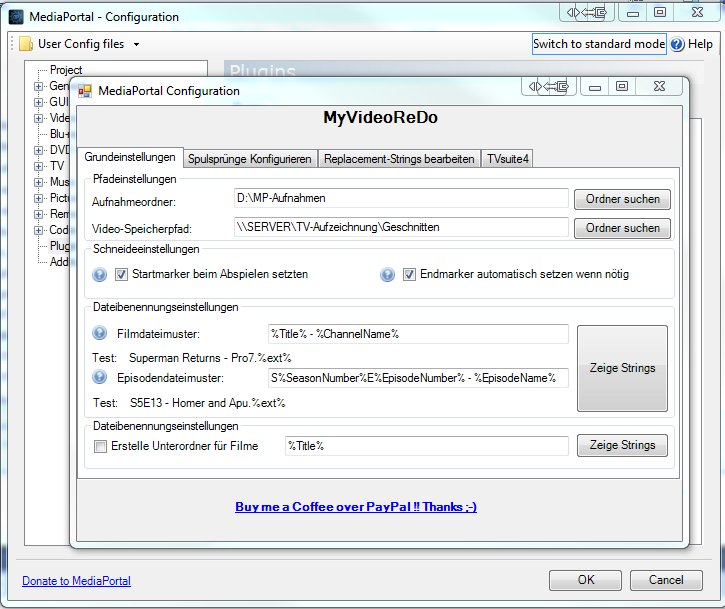 MediaPortal - Configuration
User Config files
Switch to standard mode
Help
Plugins
Project
Gen
GUI
Vide
Blu-
DVD
TV
Mus
Pictu
Rem
Code
Plug
Addi
MediaPortal Configuration
MyVideoReDo
Grundeinstellungen
Spulsprünge Konfigurieren
Replacement-Strings bearbeiten
TVsuite4
Pfadeinstellungen
Aufnahmeordner: D:\MP-Aufnahmen Ordner suchen
Video-Speicherpfad: \\SERVER\TV-Aufzeichnung\Geschnitten Ordner suchen
Schneideeinstellungen
Startmarker beim Abspielen setzten Endmarker automatisch setzen wenn nötig
Dateibenennungseinstellungen
Filmdateimuster: %Title% - %ChannelName%
Test: Superman Returns - Pro7.%ext%
Zeige Strings
Episodendateimuster: S%SeasonNumber%E%EpisodeNumber% - %EpisodeName%
Test: S5E13 - Homer and Apu.%ext%
Dateibenennungseinstellungen
Erstelle Unterordner für Filme %Title% Zeige Strings
Buy me a Coffee over PayPal !! Thanks ;-)
Donate to MediaPortal
OK
Cancel